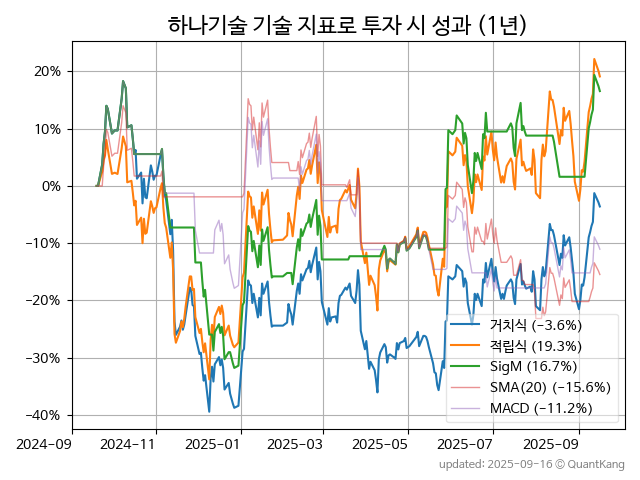 하나기술 기술 지표로 투자 시 성과 (1년)
20%
10%
0%
−10%
−20%
−30%
−40%
2024-09
2024-11
2025-01
2025-03
2025-05
2025-07
2025-09
거치식 (−3.6%)
적립식 (19.3%)
SigM (16.7%)
SMA(20) (−15.6%)
MACD (−11.2%)
updated: 2025-09-16 © QuantKang